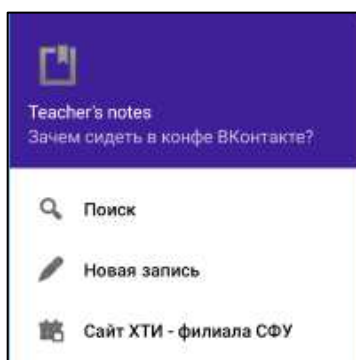 Teacher's notes
Зачем сидеть в конфе ВКонтакте?
Поиск
Новая запись
Сайт ХТИ - филиала СФУ